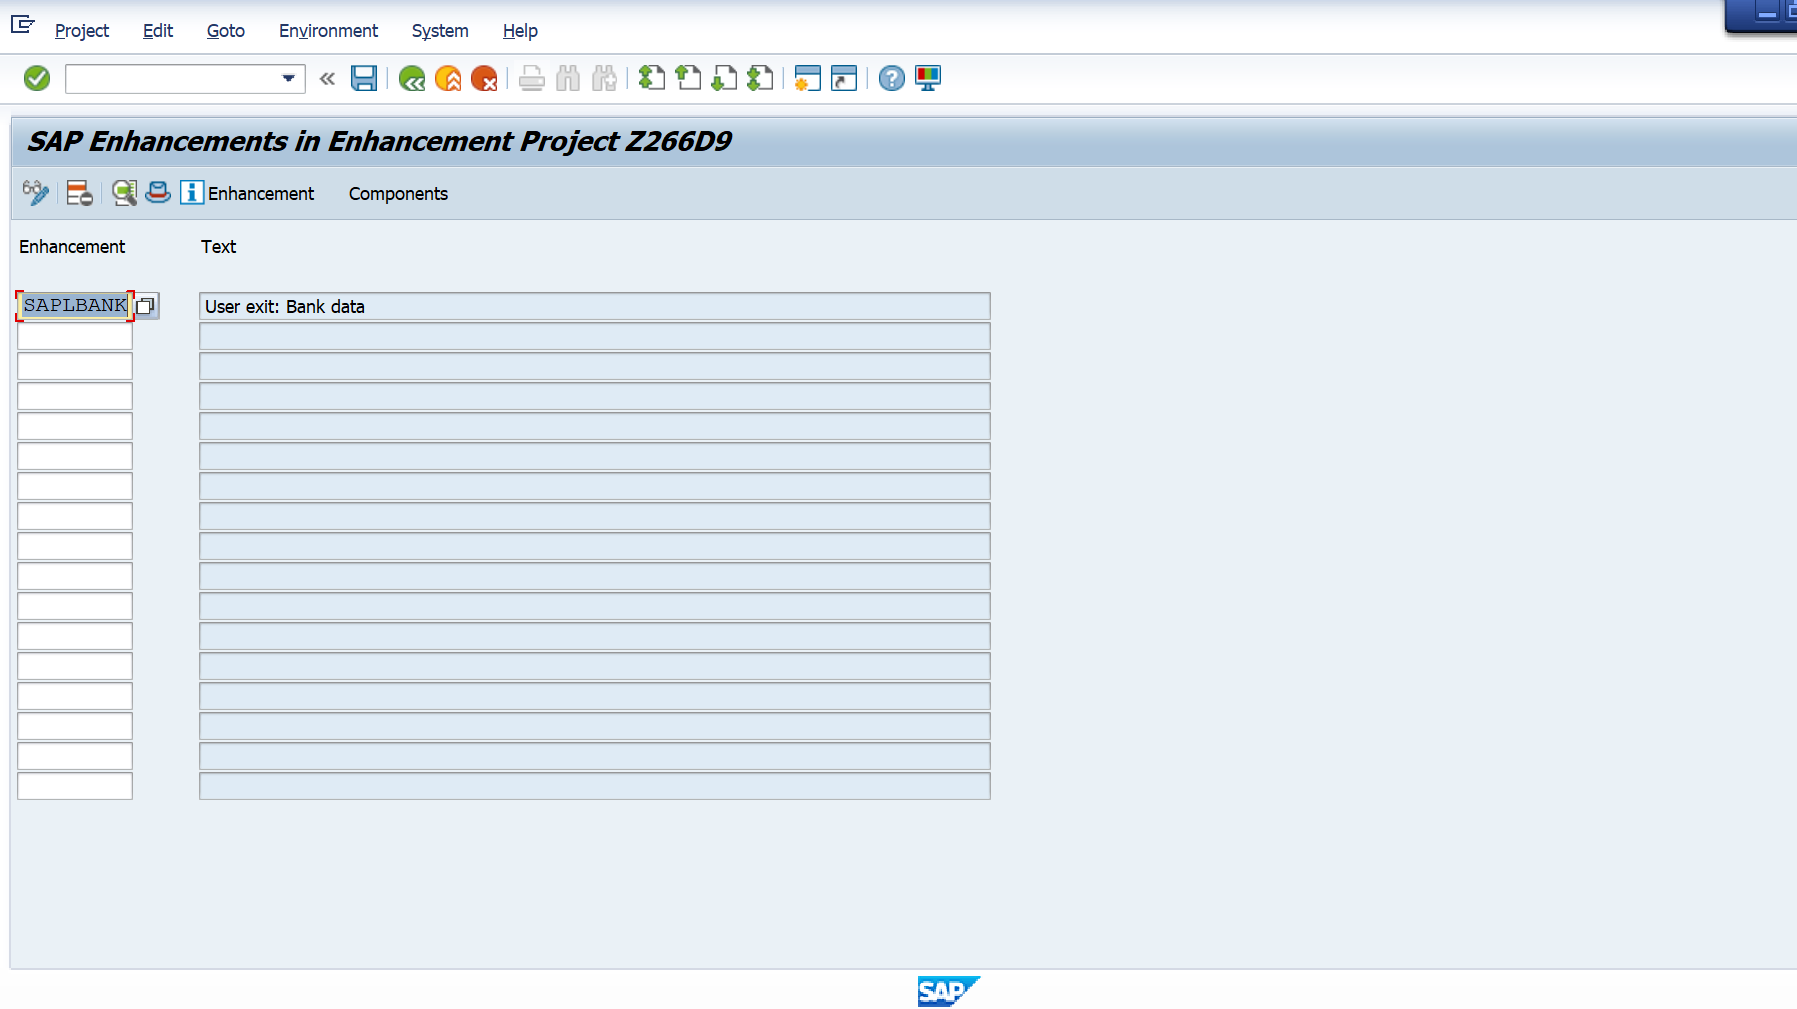 Project Edit Goto Environment System Help
SAP Enhancements in Enhancement Project Z266D9
Enhancement Components
Enhancement Text
SAPLBANK User exit: Bank data
SAP